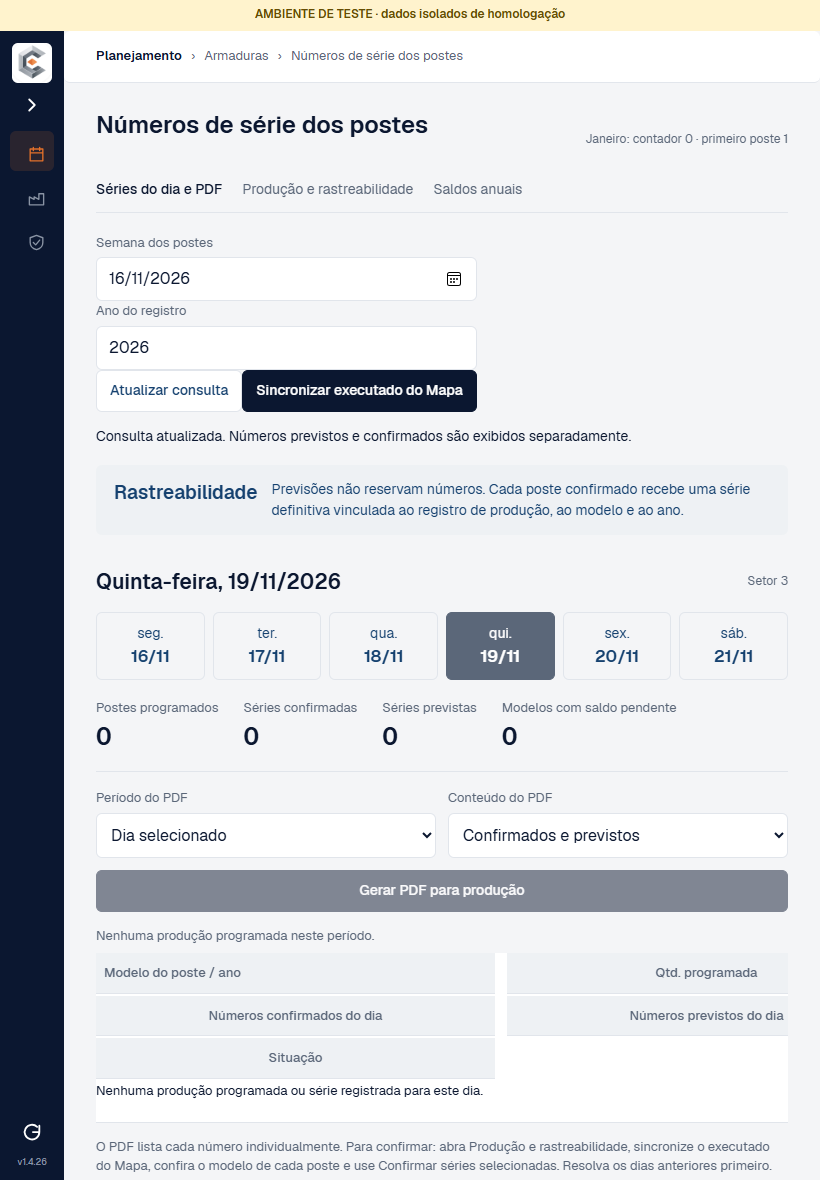 AMBIENTE DE TESTE · dados isolados de homologação
Planejamento › Armaduras › Números de série dos postes
Números de série dos postes
Janeiro: contador 0 · primeiro poste 1
Séries do dia e PDF Produção e rastreabilidade Saldos anuais
Semana dos postes
16/11/2026
Ano do registro
2026
Atualizar consulta Sincronizar executado do Mapa
Consulta atualizada. Números previstos e confirmados são exibidos separadamente.
Rastreabilidade
Previsões não reservam números. Cada poste confirmado recebe uma série
definitiva vinculada ao registro de produção, ao modelo e ao ano.
Quinta-feira, 19/11/2026
Setor 3
seg. ter. qua. qui. sex. sáb.
16/11 17/11 18/11 19/11 20/11 21/11
Postes programados Séries confirmadas Séries previstas Modelos com saldo pendente
0 0 0 0
Período do PDF Conteúdo do PDF
Dia selecionado Confirmados e previstos
Gerar PDF para produção
Nenhuma produção programada neste período.
Modelo do poste / ano Qtd. programada
Números confirmados do dia Números previstos do dia
Situação
Nenhuma produção programada ou série registrada para este dia.
O PDF lista cada número individualmente. Para confirmar: abra Produção e rastreabilidade, sincronize o executado
do Mapa, confira o modelo de cada poste e use Confirmar séries selecionadas. Resolva os dias anteriores primeiro.
v1.4.26